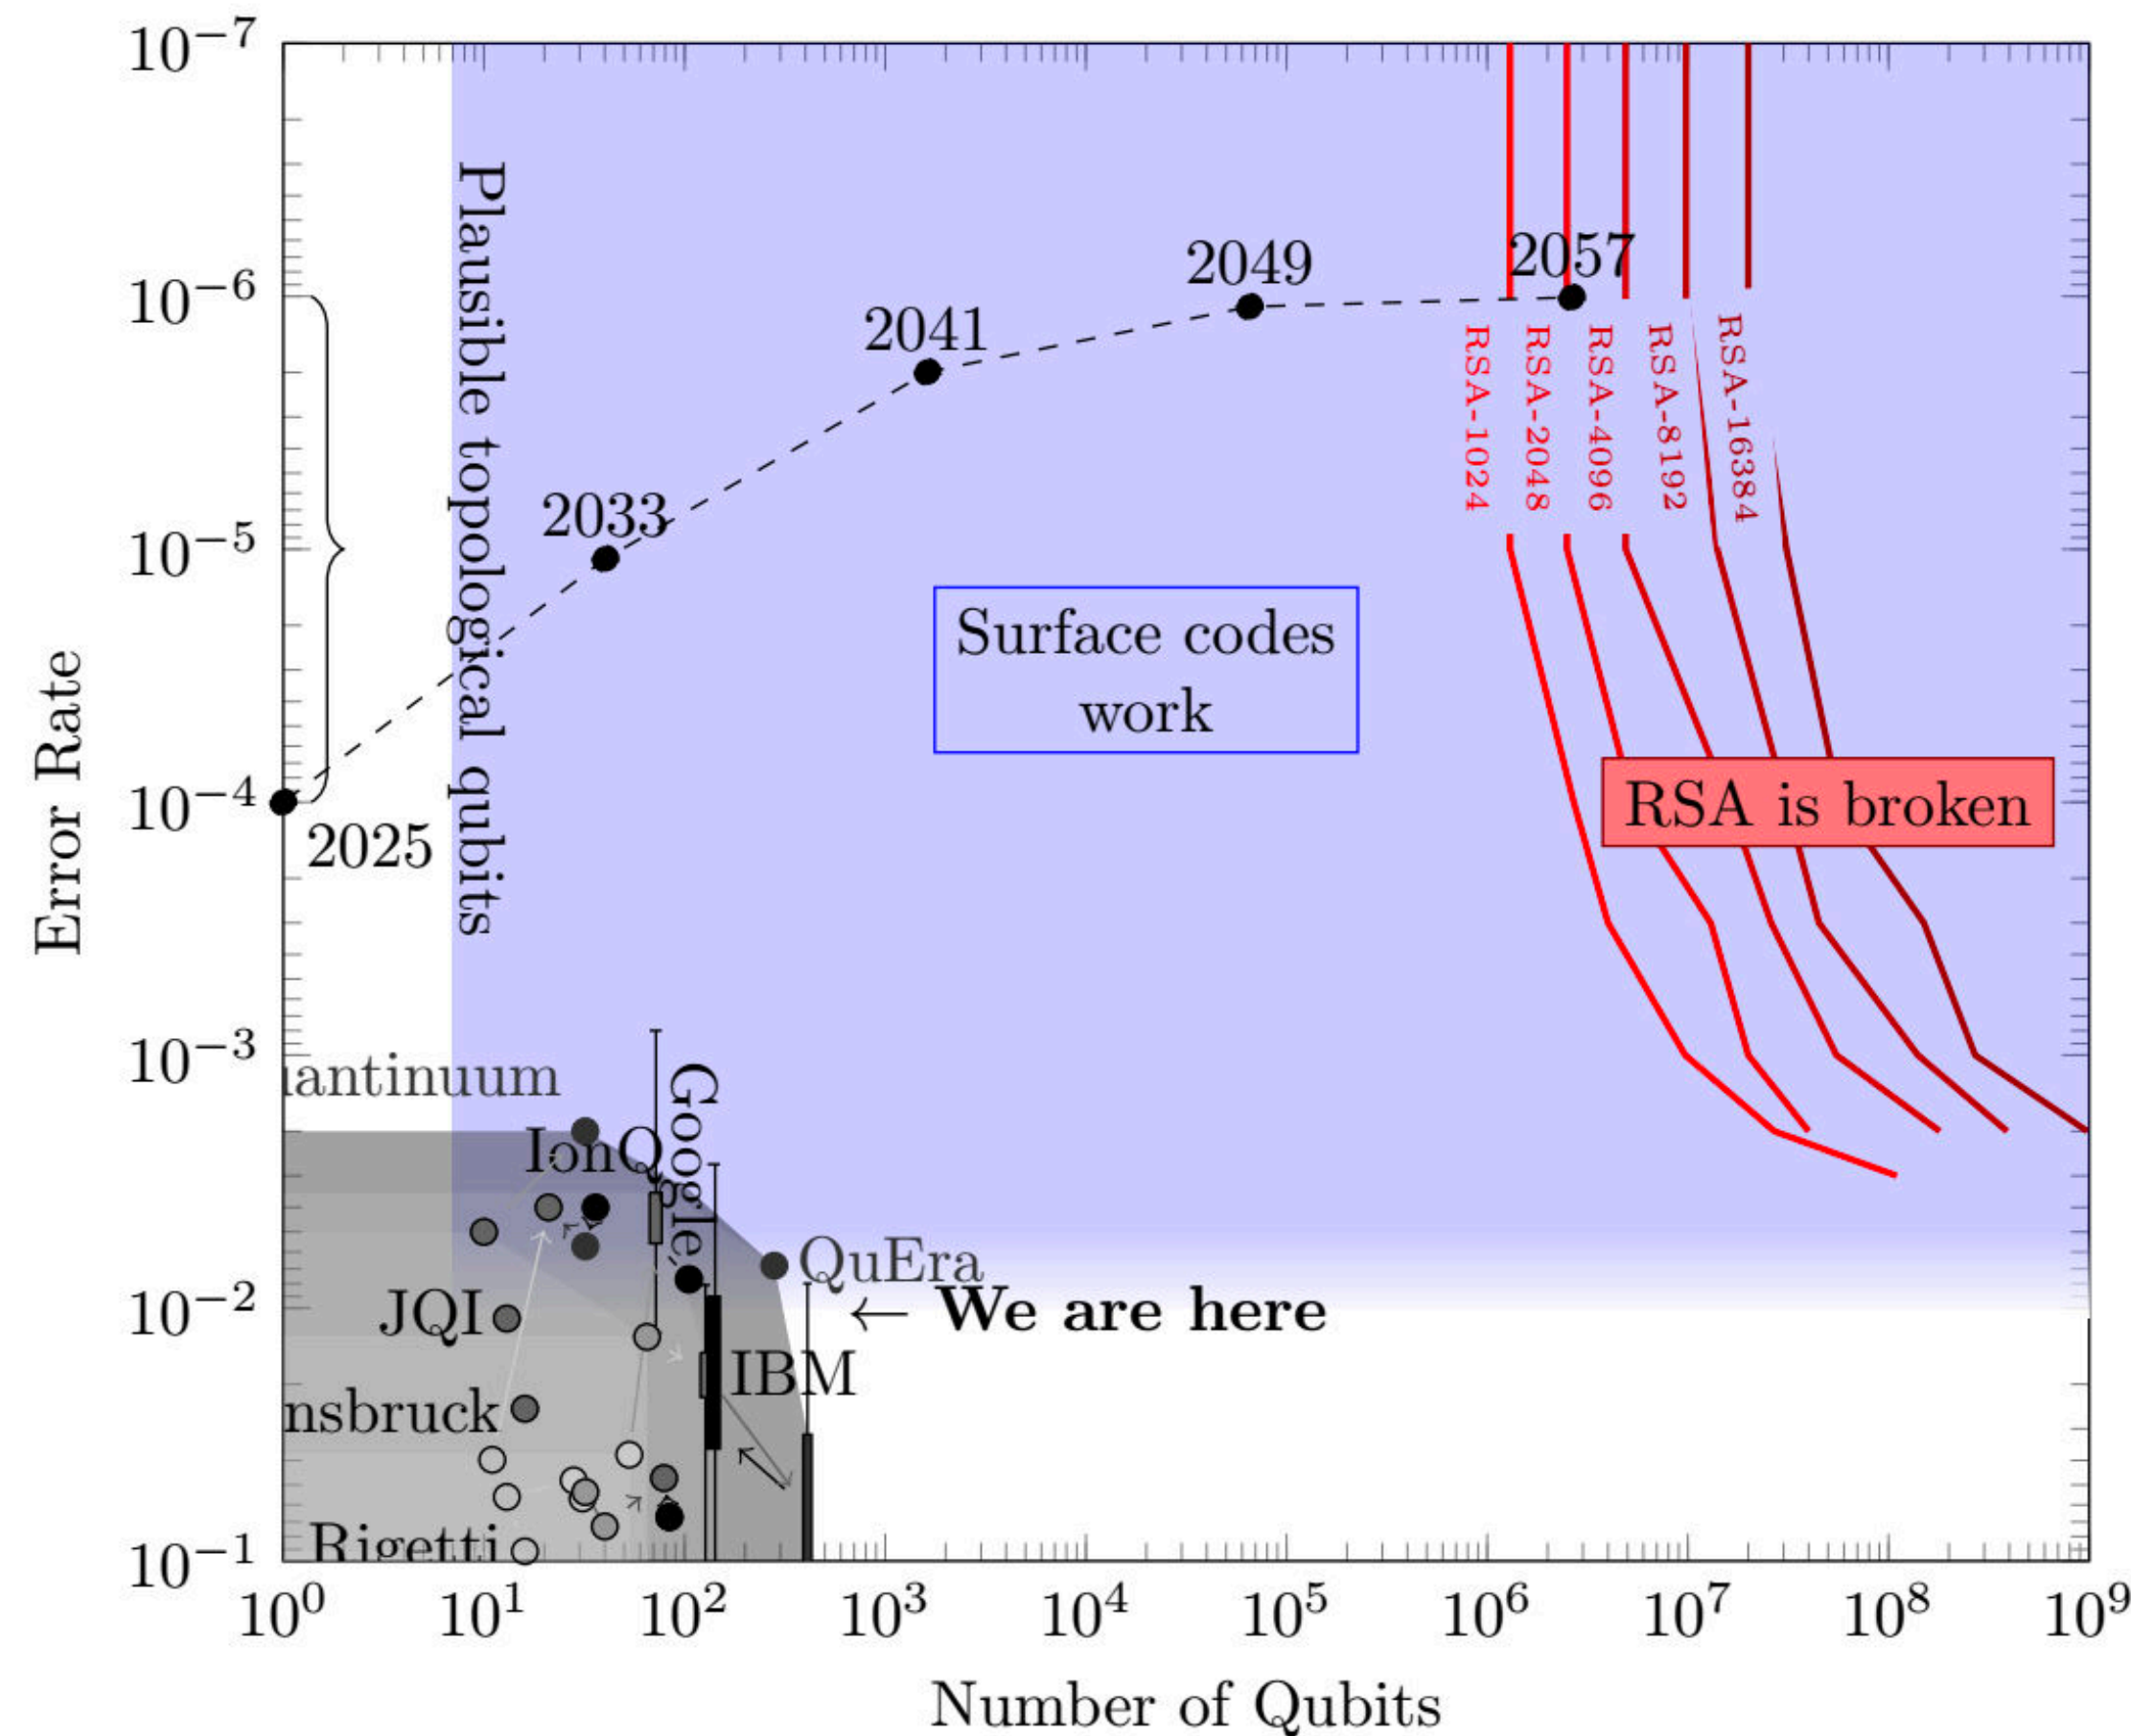 10−7
10−6
10−5
10−4
10−3
10−2
10−1
Error Rate
Plausible topological qubits
2025
2033
2041
2049
2057
RSA-1024
RSA-2048
RSA-4096
RSA-8192
RSA-16384
Surface codes
work
RSA is broken
iantinuum
IonQ
Google
QuEra
← We are here
JQI
IBM
nsbruck
Rigetti
10⁰ 10¹ 10² 10³ 10⁴ 10⁵ 10⁶ 10⁷ 10⁸ 10⁹
Number of Qubits